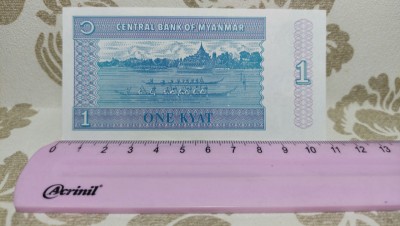 CENTRAL BANK OF MYANMAR
၁
1
1
ONE KYAT
0 1 2 3 4 5 6 7 8 9 10 11 12 13
Acrinil